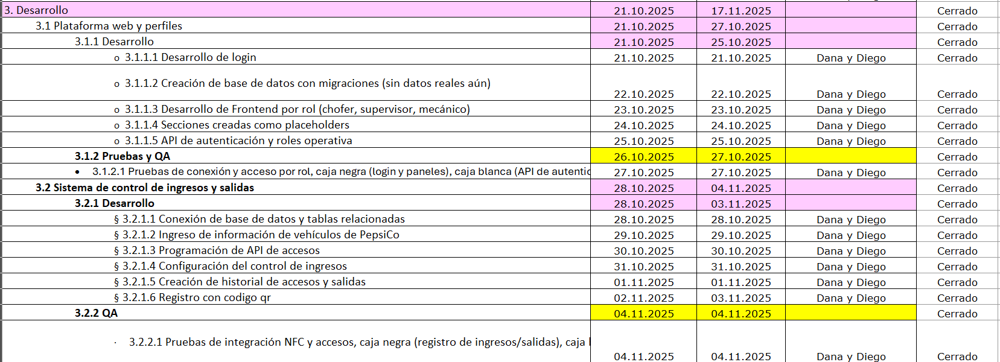 y Diego
3. Desarrollo 21.10.2025 17.11.2025 Cerrado
3.1 Plataforma web y perfiles 21.10.2025 27.10.2025 Cerrado
3.1.1 Desarrollo 21.10.2025 25.10.2025 Cerrado
o 3.1.1.1 Desarrollo de login 21.10.2025 21.10.2025 Dana y Diego Cerrado
o 3.1.1.2 Creación de base de datos con migraciones (sin datos reales aún) 22.10.2025 22.10.2025 Dana y Diego Cerrado
o 3.1.1.3 Desarrollo de Frontend por rol (chofer, supervisor, mecánico) 23.10.2025 23.10.2025 Dana y Diego Cerrado
o 3.1.1.4 Secciones creadas como placeholders 24.10.2025 24.10.2025 Dana y Diego Cerrado
o 3.1.1.5 API de autenticación y roles operativa 25.10.2025 25.10.2025 Dana y Diego Cerrado
3.1.2 Pruebas y QA 26.10.2025 27.10.2025 Cerrado
• 3.1.2.1 Pruebas de conexión y acceso por rol, caja negra (login y paneles), caja blanca (API de autentic 27.10.2025 27.10.2025 Dana y Diego Cerrado
3.2 Sistema de control de ingresos y salidas 28.10.2025 04.11.2025 Cerrado
3.2.1 Desarrollo 28.10.2025 03.11.2025 Cerrado
§ 3.2.1.1 Conexión de base de datos y tablas relacionadas 28.10.2025 28.10.2025 Dana y Diego Cerrado
§ 3.2.1.2 Ingreso de información de vehículos de PepsiCo 29.10.2025 29.10.2025 Dana y Diego Cerrado
§ 3.2.1.3 Programación de API de accesos 30.10.2025 30.10.2025 Dana y Diego Cerrado
§ 3.2.1.4 Configuración del control de ingresos 31.10.2025 31.10.2025 Dana y Diego Cerrado
§ 3.2.1.5 Creación de historial de accesos y salidas 01.11.2025 01.11.2025 Dana y Diego Cerrado
§ 3.2.1.6 Registro con codigo qr 02.11.2025 03.11.2025 Dana y Diego Cerrado
3.2.2 QA 04.11.2025 04.11.2025 Cerrado
· 3.2.2.1 Pruebas de integración NFC y accesos, caja negra (registro de ingresos/salidas), caja 04.11.2025 04.11.2025 Dana y Diego Cerrado